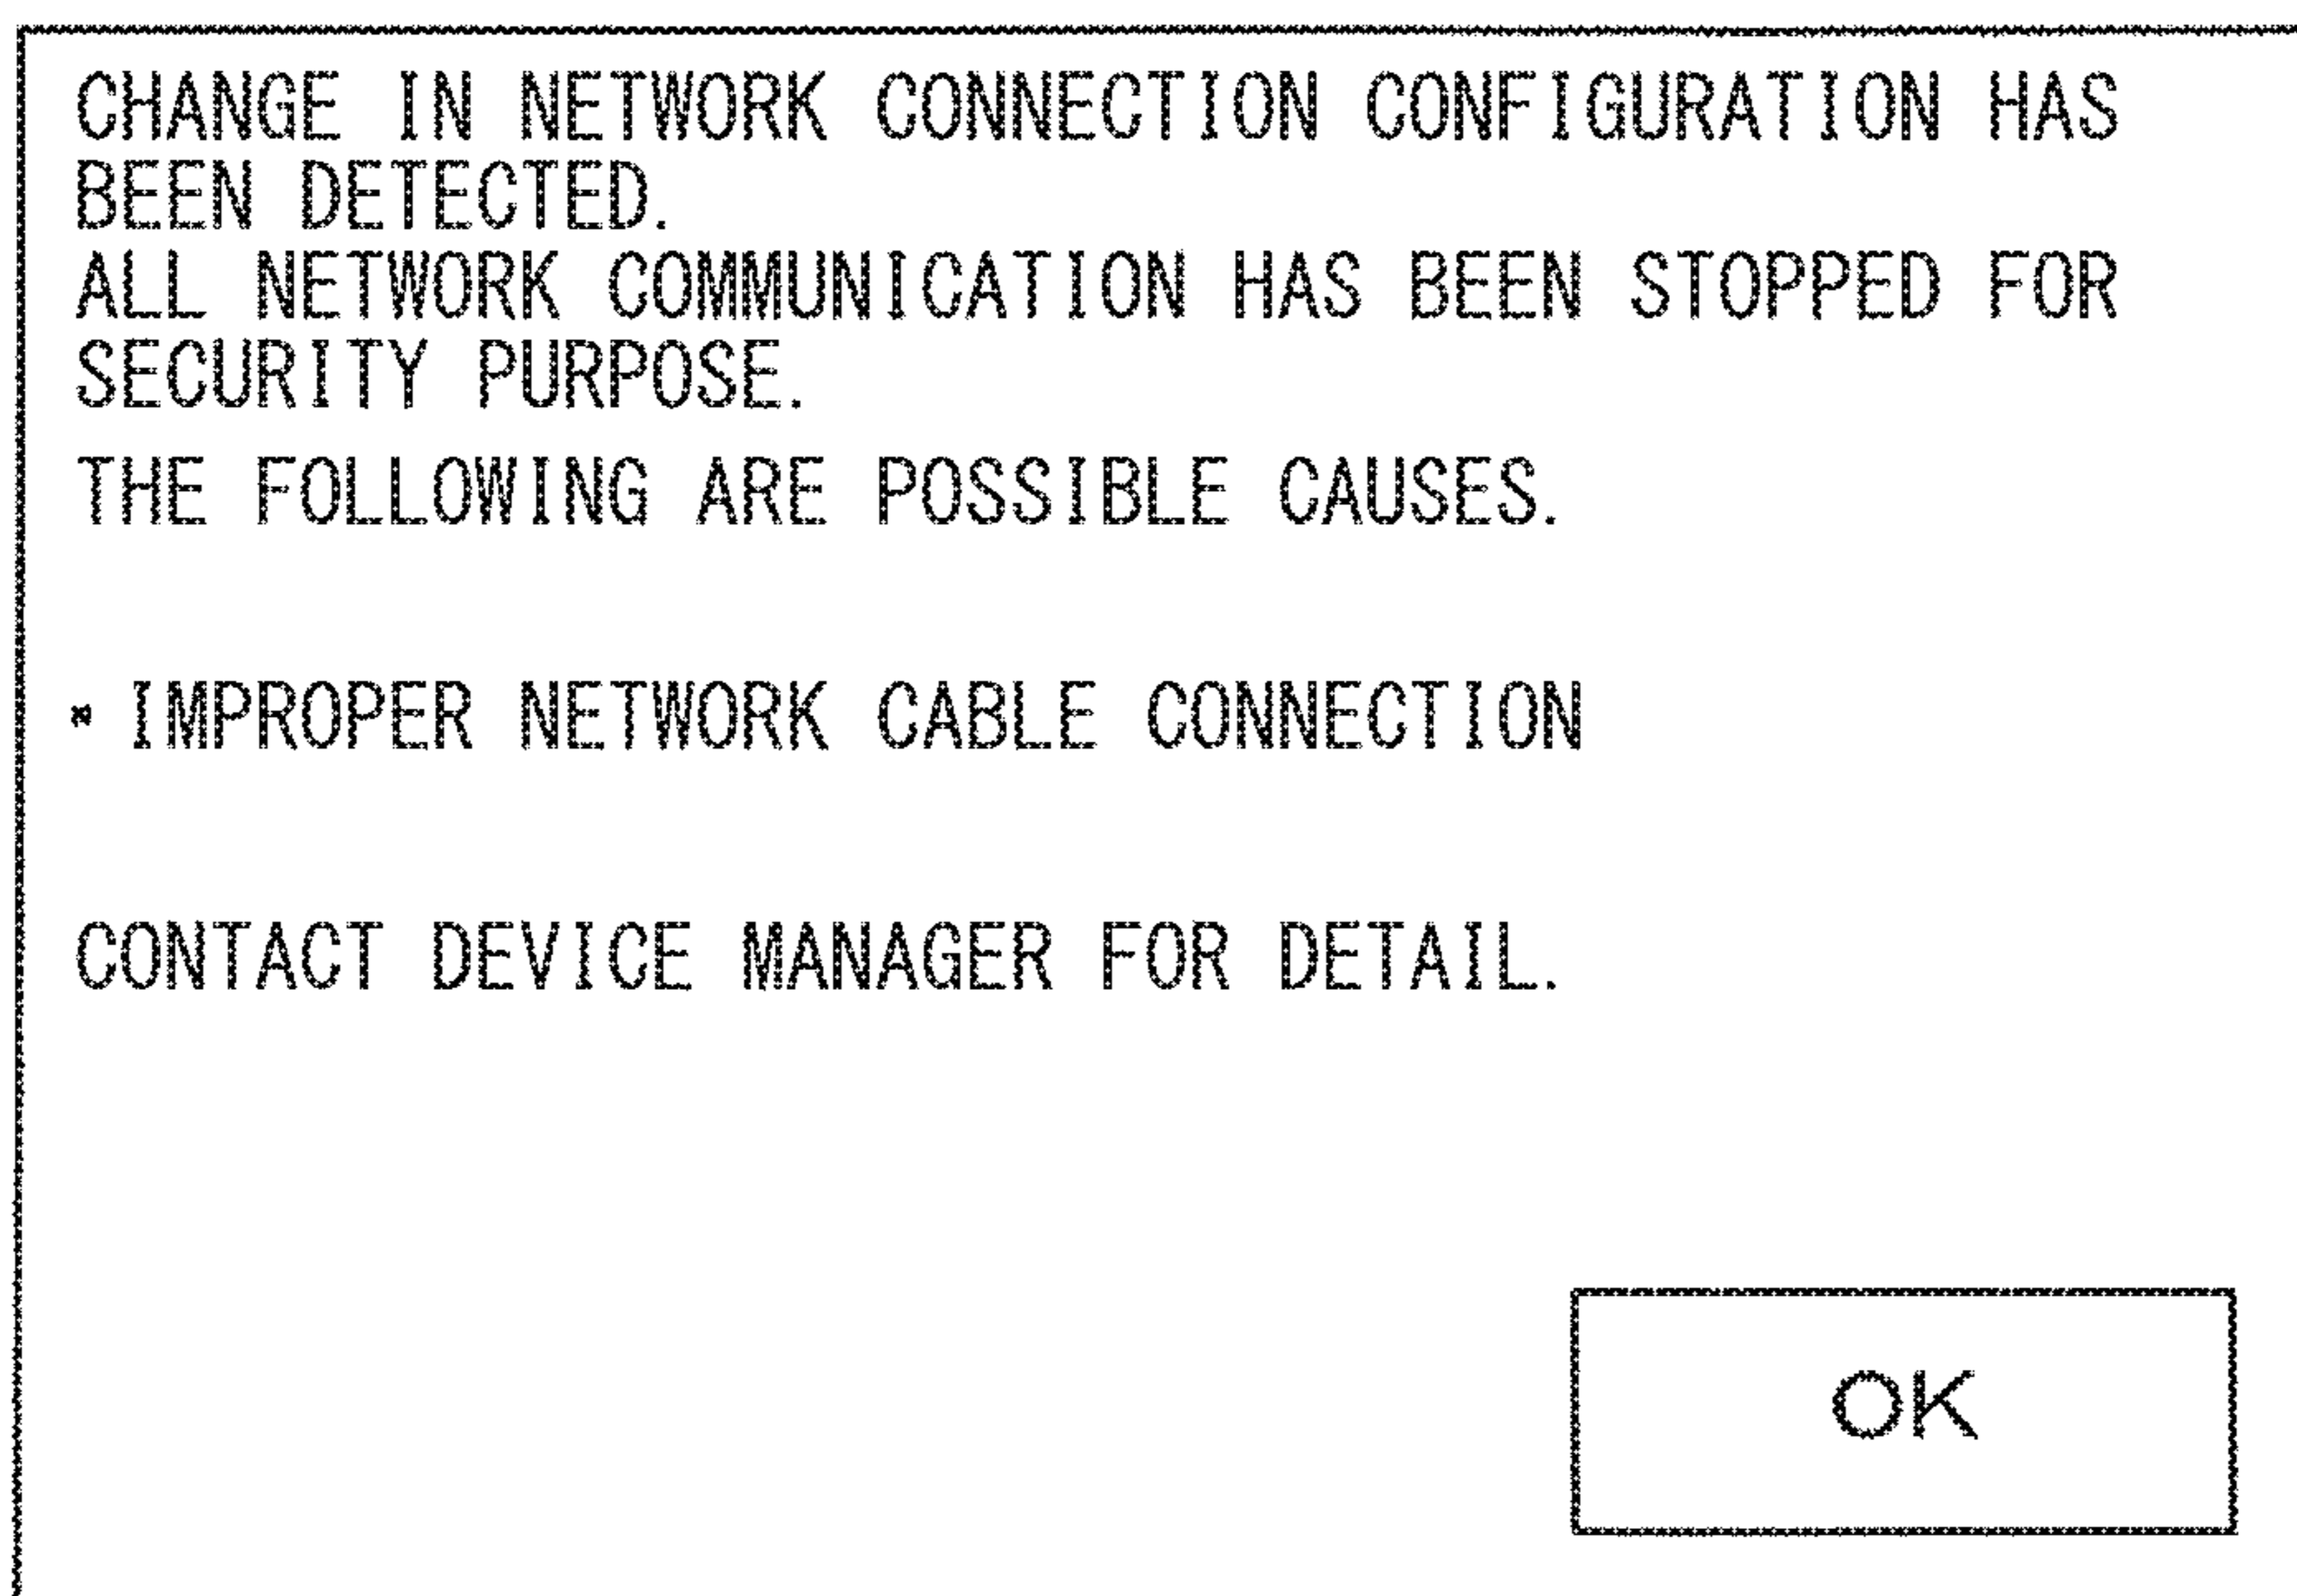 CHANGE IN NETWORK CONNECTION CONFIGURATION HAS
BEEN DETECTED.
ALL NETWORK COMMUNICATION HAS BEEN STOPPED FOR
SECURITY PURPOSE.
THE FOLLOWING ARE POSSIBLE CAUSES.
・IMPROPER NETWORK CABLE CONNECTION
CONTACT DEVICE MANAGER FOR DETAIL.
OK